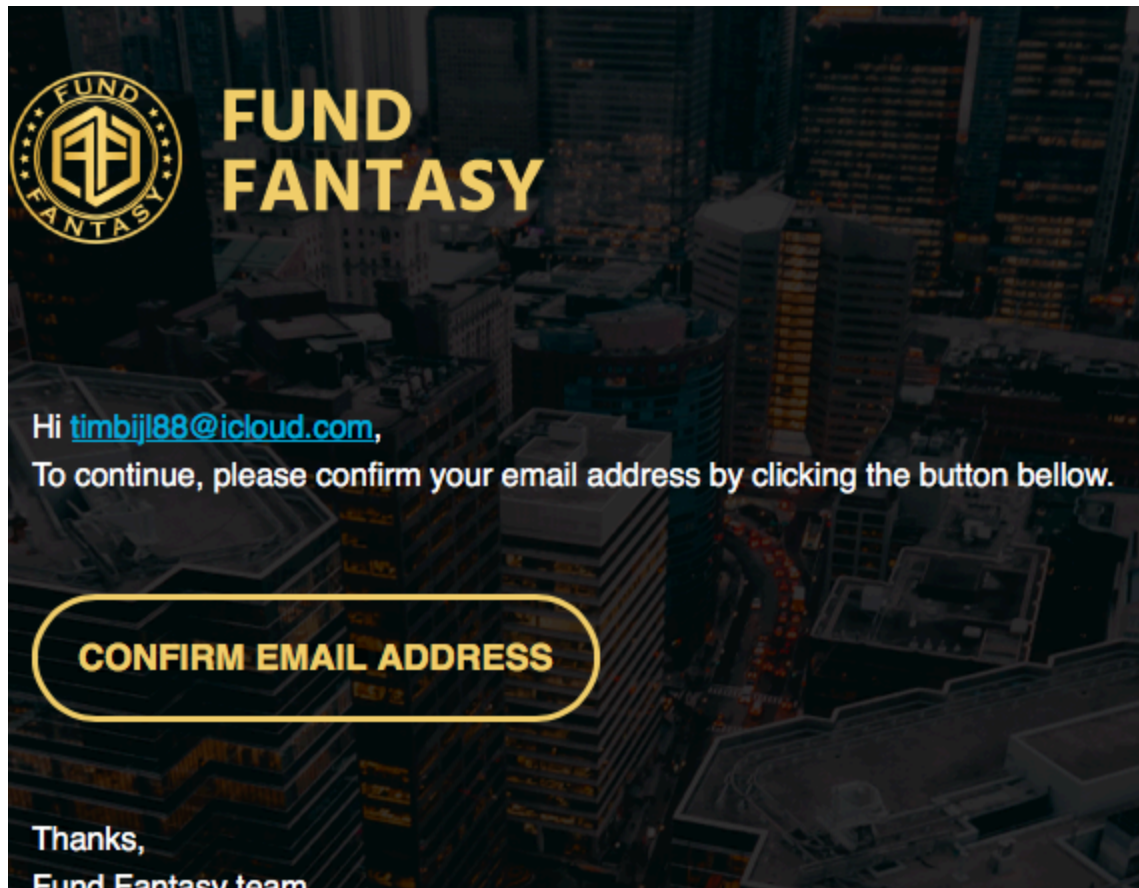 FUND
FANTASY
FUND
FANTASY
Hi timbijl88@icloud.com,
To continue, please confirm your email address by clicking the button bellow.
CONFIRM EMAIL ADDRESS
Thanks,
Fund Fantasy team